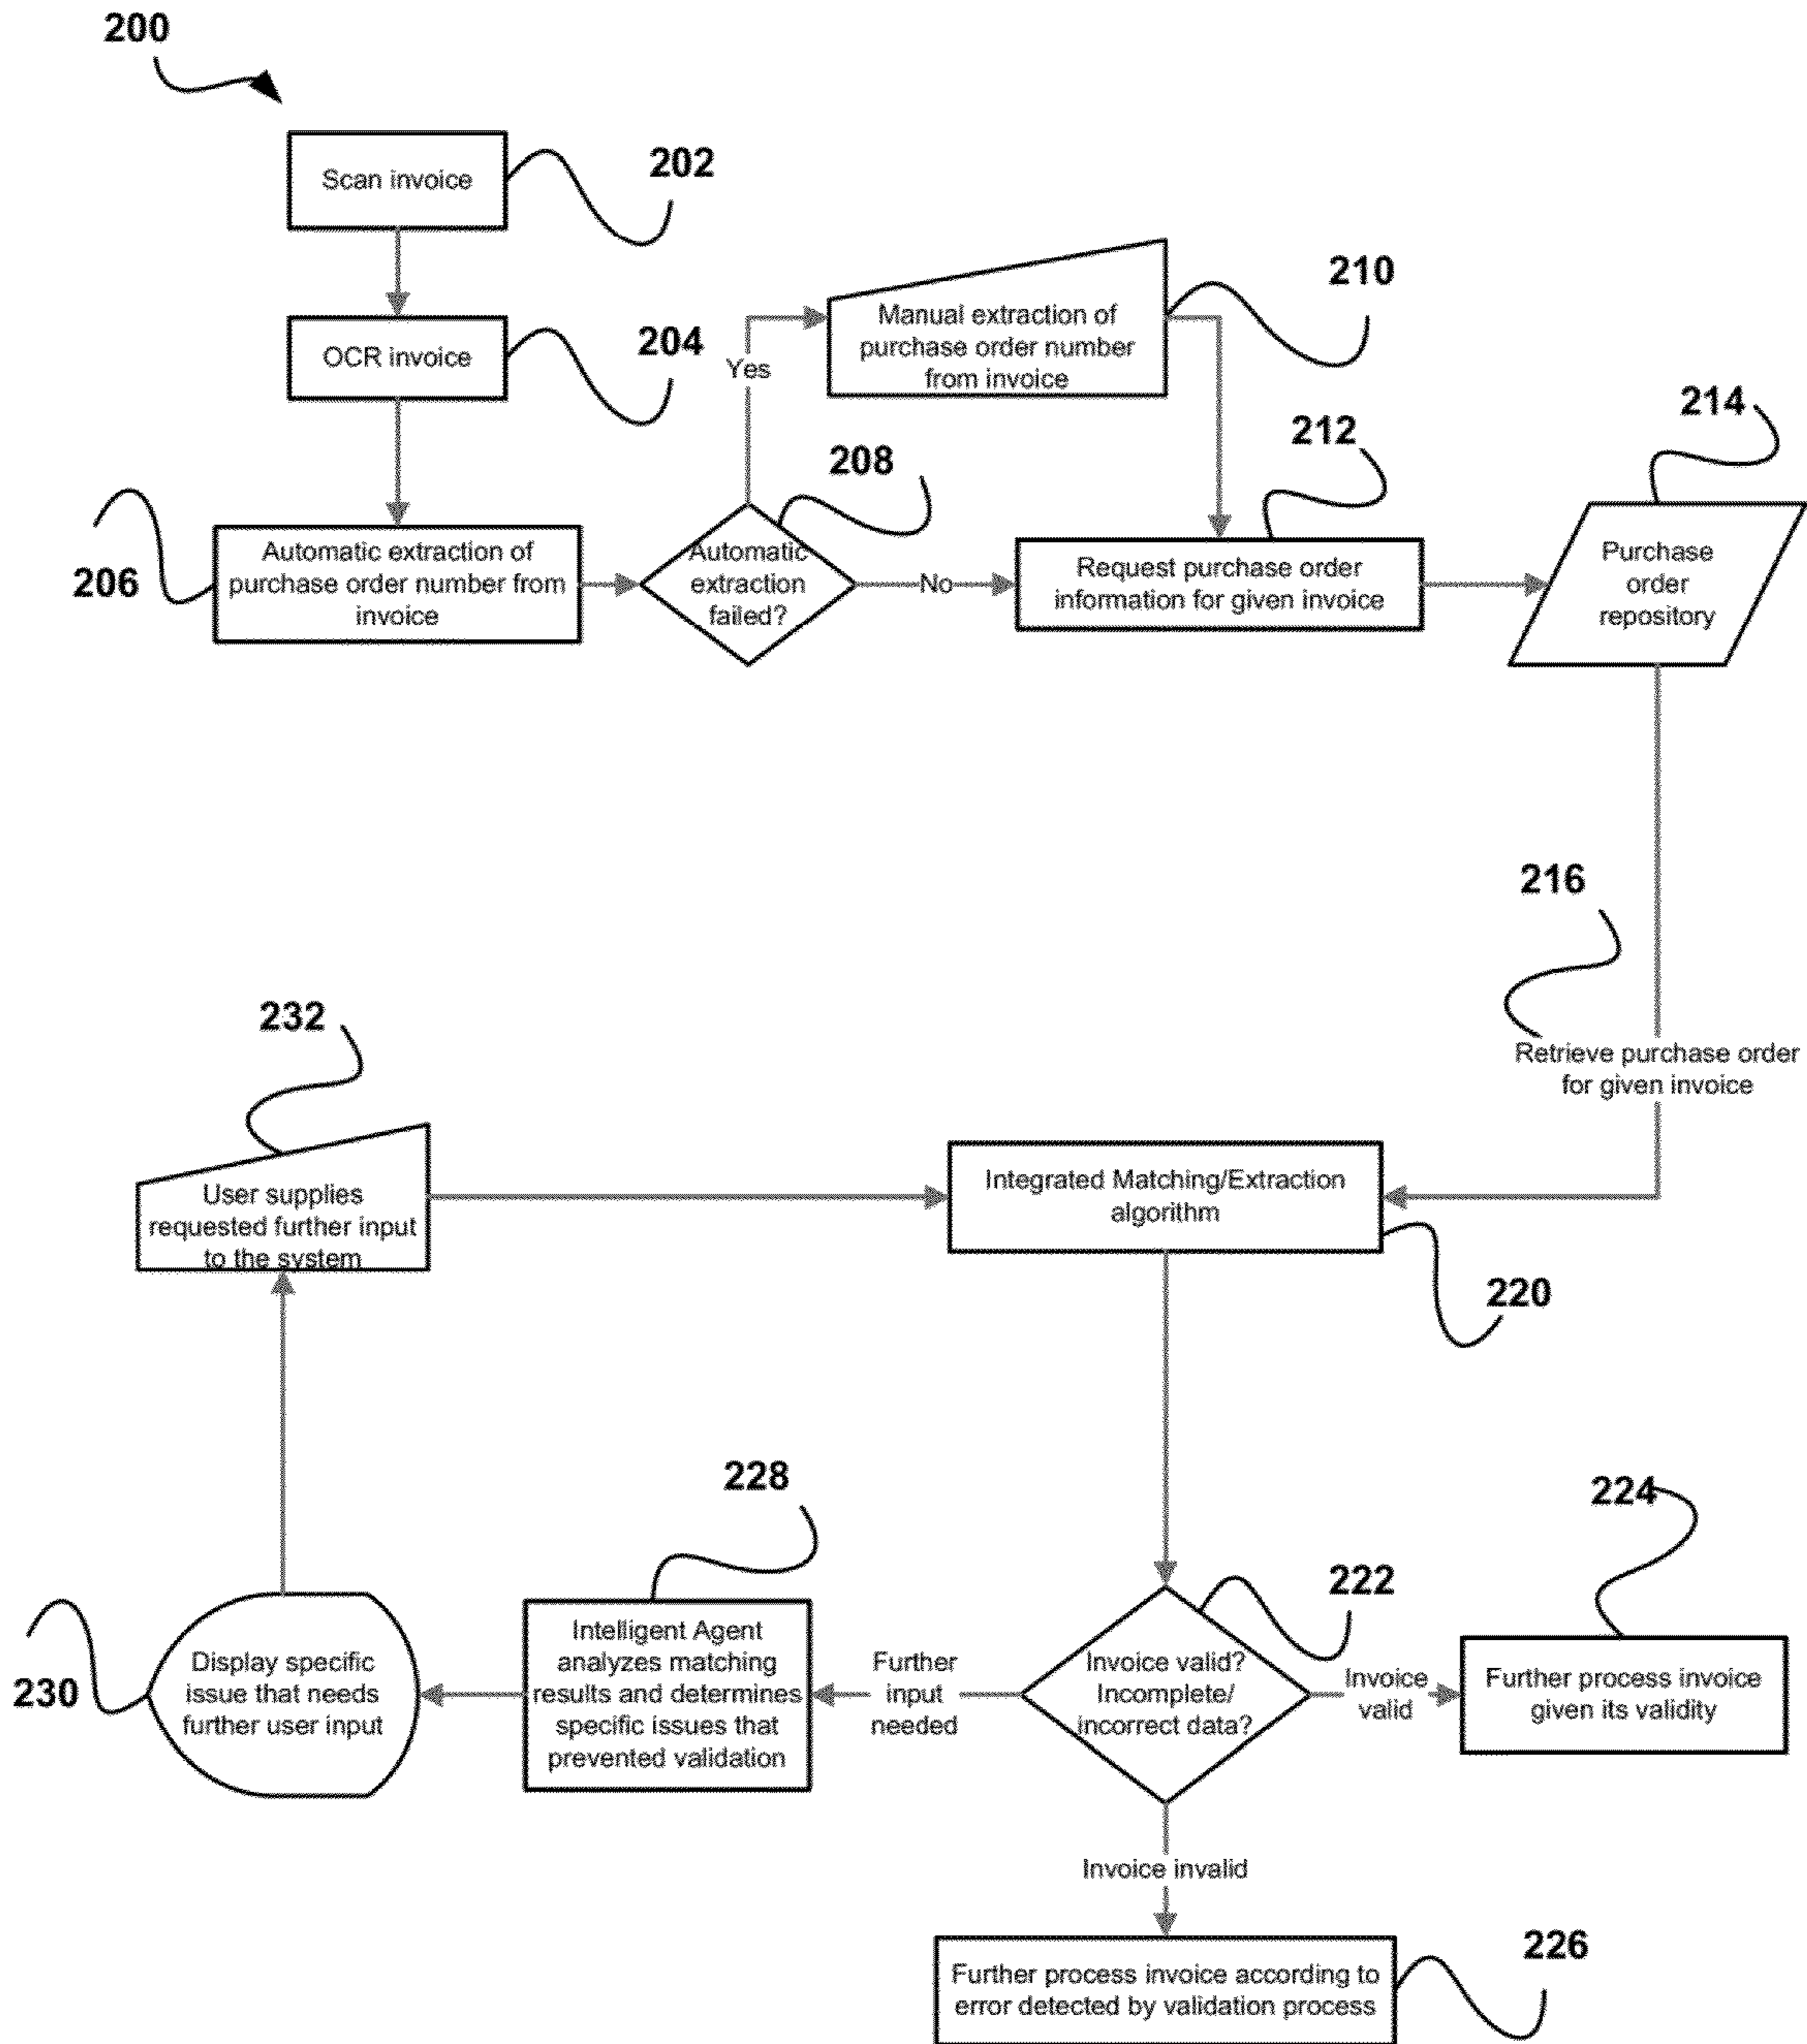 200
Scan invoice
202
OCR invoice
204
Automatic extraction of
purchase order number from
invoice
206
Automatic
extraction
failed?
208
Yes
Manual extraction of
purchase order number
from invoice
210
No
Request purchase order
information for given invoice
212
Purchase
order
repository
214
216
Retrieve purchase order
for given invoice
232
User supplies
requested further input
to the system
Integrated Matching/Extraction
algorithm
220
228
Intelligent Agent
analyzes matching
results and determines
specific issues that
prevented validation
Further
input
needed
Invoice valid?
Incomplete/
incorrect data?
222
Invoice
valid
224
Further process invoice
given its validity
230
Display specific
issue that needs
further user input
Invoice invalid
Further process invoice according to
error detected by validation process
226